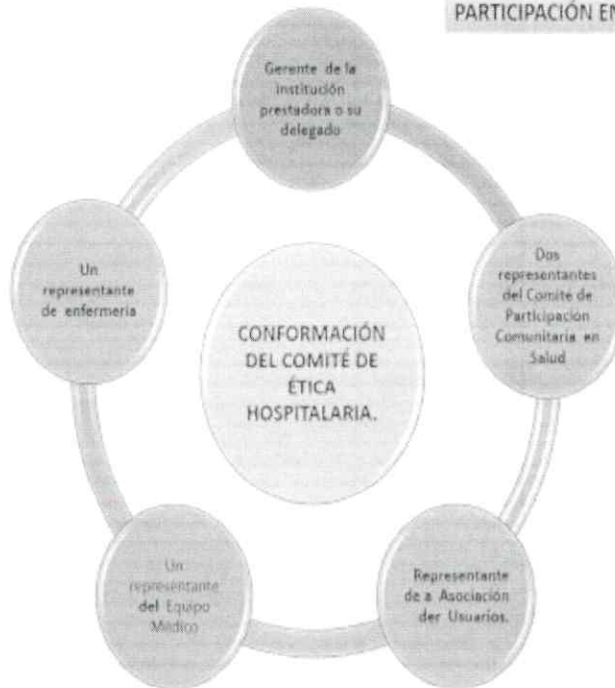 PARTICIPACIÓN EN
Gerente de la
institución
prestadora o su
delegado
Dos
representantes
del Comité de
Participación
Comunitaria en
Salud
Representante
de a Asociación
der Usuarios.
Un
representante
del Equipo
Médico
Un
representante
de enfermería
CONFORMACIÓN
DEL COMITÉ DE
ÉTICA
HOSPITALARIA.